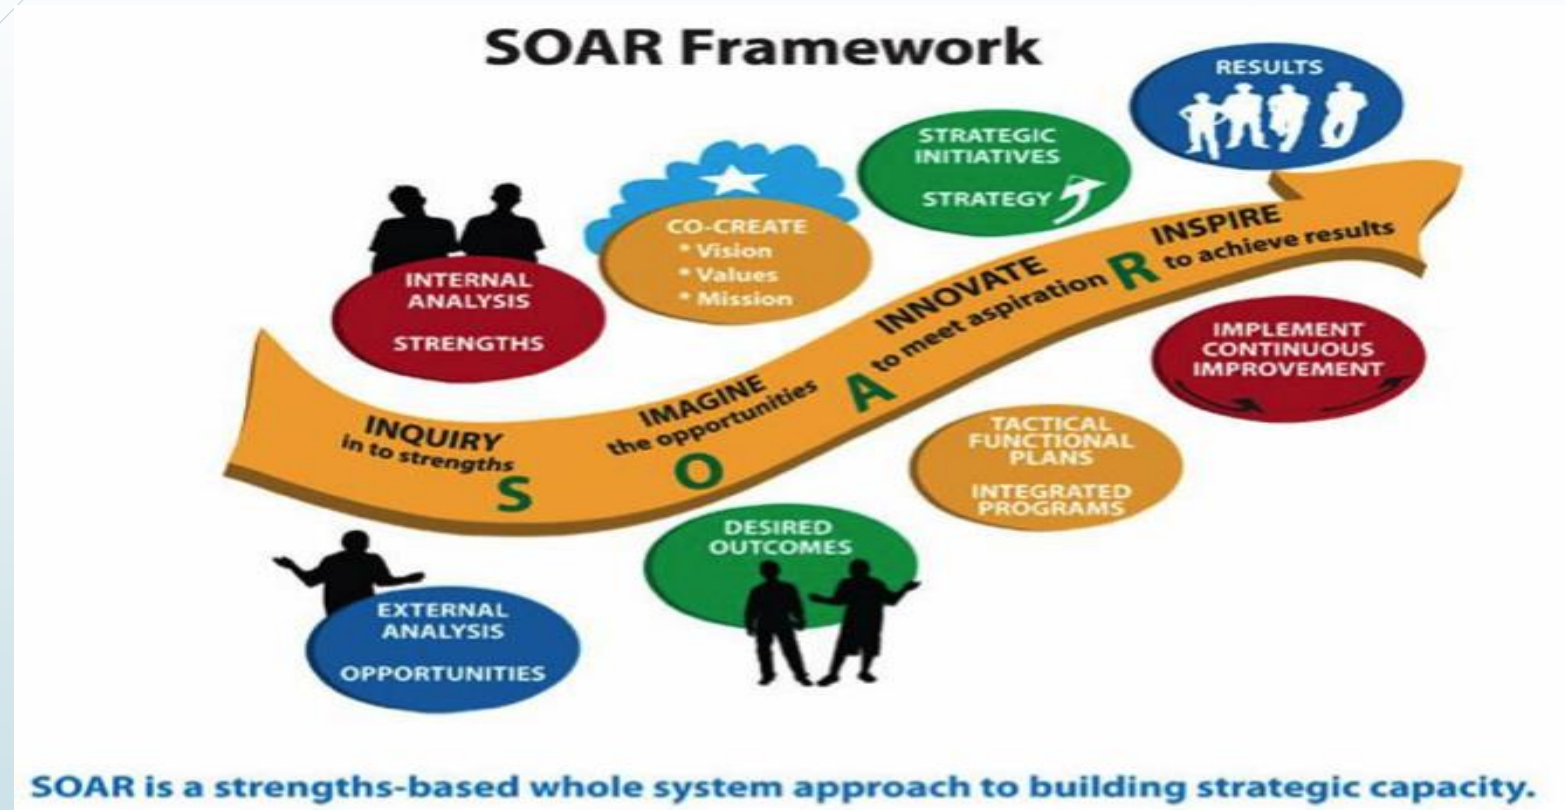 SOAR Framework
RESULTS
STRATEGIC
INITIATIVES
STRATEGY
CO-CREATE
* Vision
* Values
* Mission
INTERNAL
ANALYSIS
STRENGTHS
INQUIRY
in to strengths
S
IMAGINE
the opportunities
O
A
INNOVATE
to meet aspiration
R
INSPIRE
to achieve results
IMPLEMENT
CONTINUOUS
IMPROVEMENT
TACTICAL
FUNCTIONAL
PLANS
INTEGRATED
PROGRAMS
DESIRED
OUTCOMES
EXTERNAL
ANALYSIS
OPPORTUNITIES
SOAR is a strengths-based whole system approach to building strategic capacity.